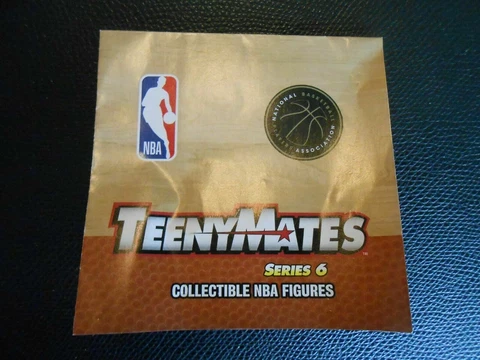 NBA
NATIONAL BASKETBALL
ASSOCIATION
TEENYMATES
SERIES 6
COLLECTIBLE NBA FIGURES